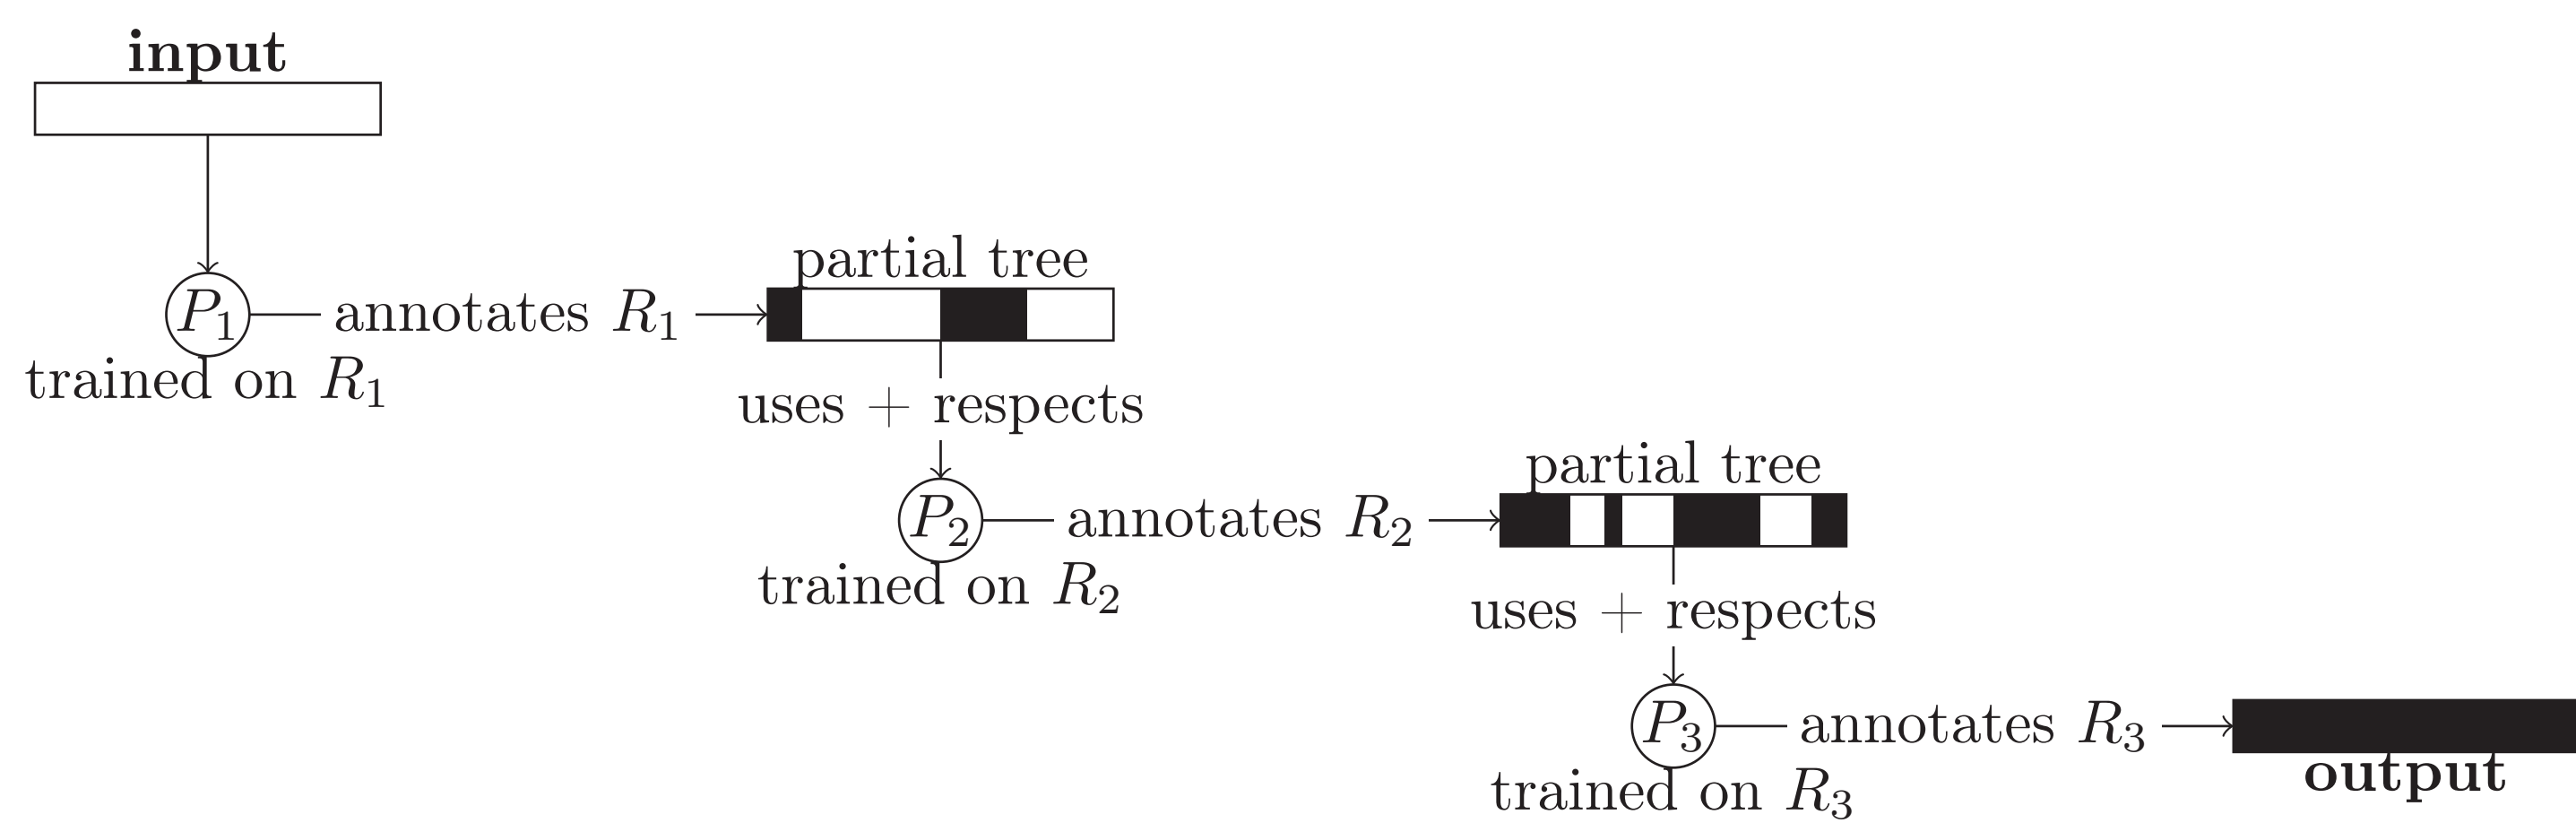 input
partial tree
P₁ annotates R₁
trained on R₁
uses + respects
partial tree
P₂ annotates R₂
trained on R₂
uses + respects
P₃ annotates R₃
output
trained on R₃